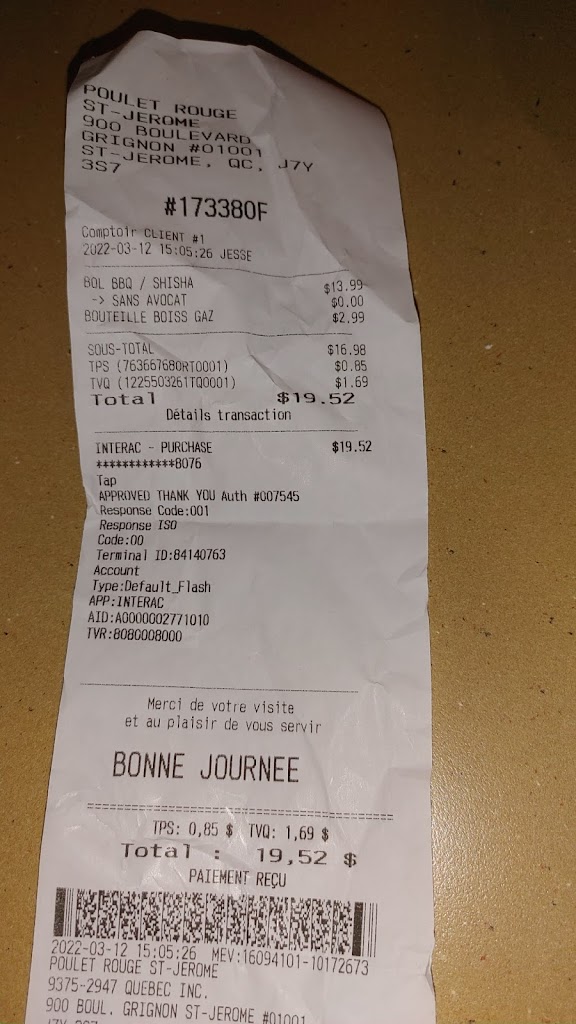 POULET ROUGE
ST-JEROME
900 BOULEVARD
GRIGNON #01001
ST-JEROME, QC, J7Y
3S7
#173380F
Comptoir CLIENT #1
2022-03-12 15:05:26 JESSE
BOL BBQ / SHISHA $13.99
-> SANS AVOCAT $0.00
BOUTEILLE BOISS GAZ $2.99
SOUS-TOTAL $16.98
TPS (763667680RT0001) $0.85
TVQ (1225503261TQ0001) $1.69
Total $19.52
Détails transaction
INTERAC - PURCHASE $19.52
************8076
Tap
APPROVED THANK YOU Auth #007545
Response Code:001
Response ISO
Code:00
Terminal ID:84140763
Account
Type:Default_Flash
APP:INTERAC
AID:A0000002771010
TVR:8080008000
Merci de votre visite
et au plaisir de vous servir
BONNE JOURNEE
TPS: 0,85 $ TVQ: 1,69 $
Total : 19,52 $
PAIEMENT REÇU
2022-03-12 15:05:26 MEV:16094101-10172673
POULET ROUGE ST-JEROME
9375-2947 QUEBEC INC.
900 BOUL. GRIGNON ST-JEROME #01001